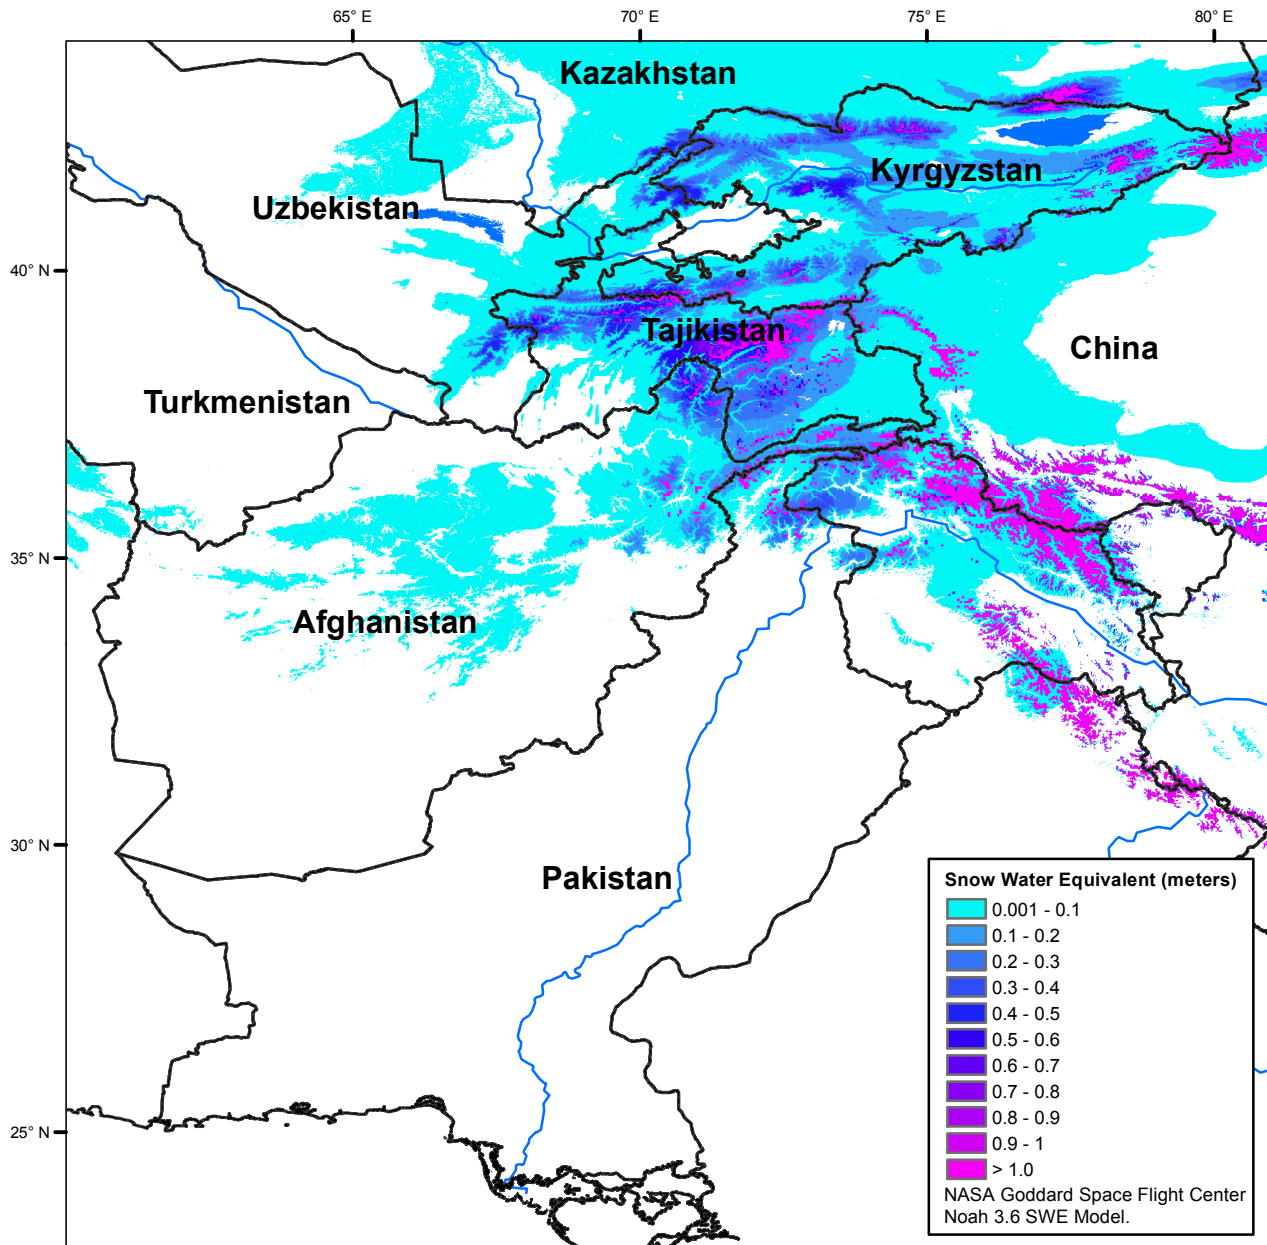 65° E
70° E
75° E
80° E
Kazakhstan
Kyrgyzstan
Uzbekistan
40° N
Tajikistan
China
Turkmenistan
35° N
Afghanistan
30° N
Pakistan
25° N
Snow Water Equivalent (meters)
0.001 - 0.1
0.1 - 0.2
0.2 - 0.3
0.3 - 0.4
0.4 - 0.5
0.5 - 0.6
0.6 - 0.7
0.7 - 0.8
0.8 - 0.9
0.9 - 1
> 1.0
NASA Goddard Space Flight Center
Noah 3.6 SWE Model.